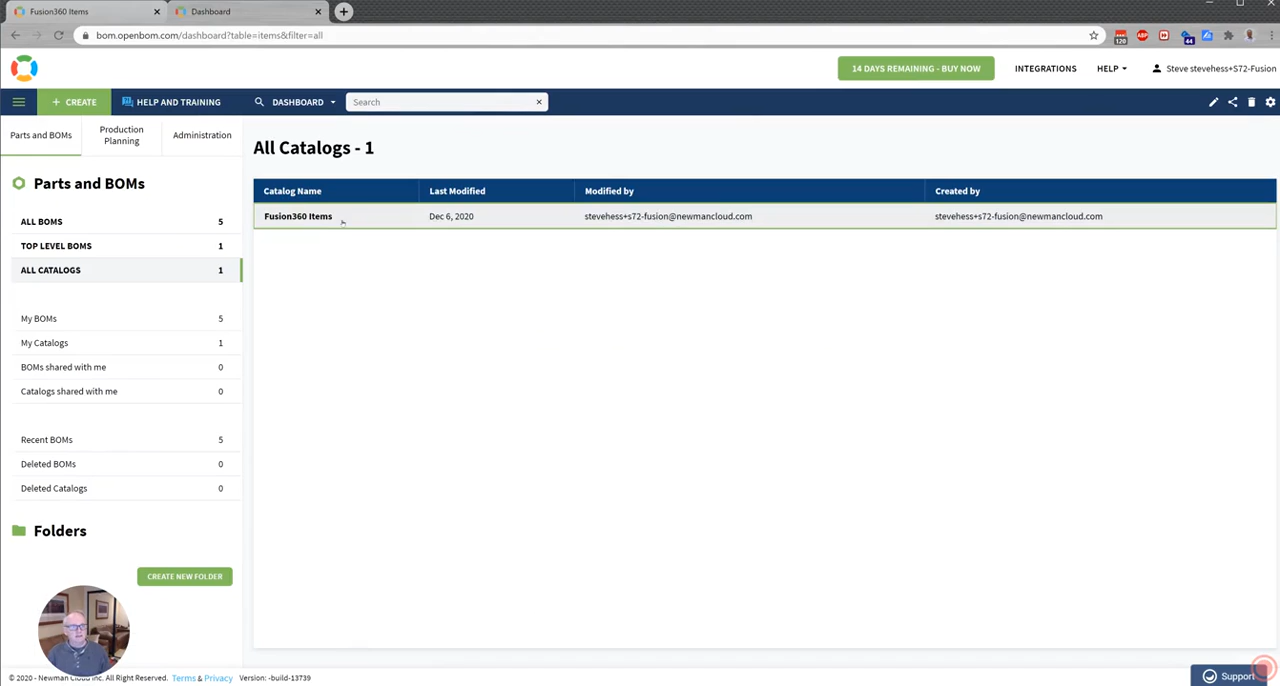 Fusion360 Items
Dashboard
bom.openbom.com/dashboard?table=items&filter=all
120
ABP
44
14 DAYS REMAINING - BUY NOW
INTEGRATIONS
HELP
Steve stevehess+S72-Fusion
+ CREATE
HELP AND TRAINING
DASHBOARD
Search
Parts and BOMs
Production Planning
Administration
Parts and BOMs
ALL BOMS 5
TOP LEVEL BOMS 1
ALL CATALOGS 1
My BOMs 5
My Catalogs 1
BOMs shared with me 0
Catalogs shared with me 0
Recent BOMs 5
Deleted BOMs 0
Deleted Catalogs 0
Folders
CREATE NEW FOLDER
All Catalogs - 1
Catalog Name Last Modified Modified by Created by
Fusion360 Items Dec 6, 2020 stevehess+s72-fusion@newmancloud.com stevehess+s72-fusion@newmancloud.com
© 2020 - Newman Cloud Inc. All Right Reserved. Terms & Privacy Version: -build-13739
Support